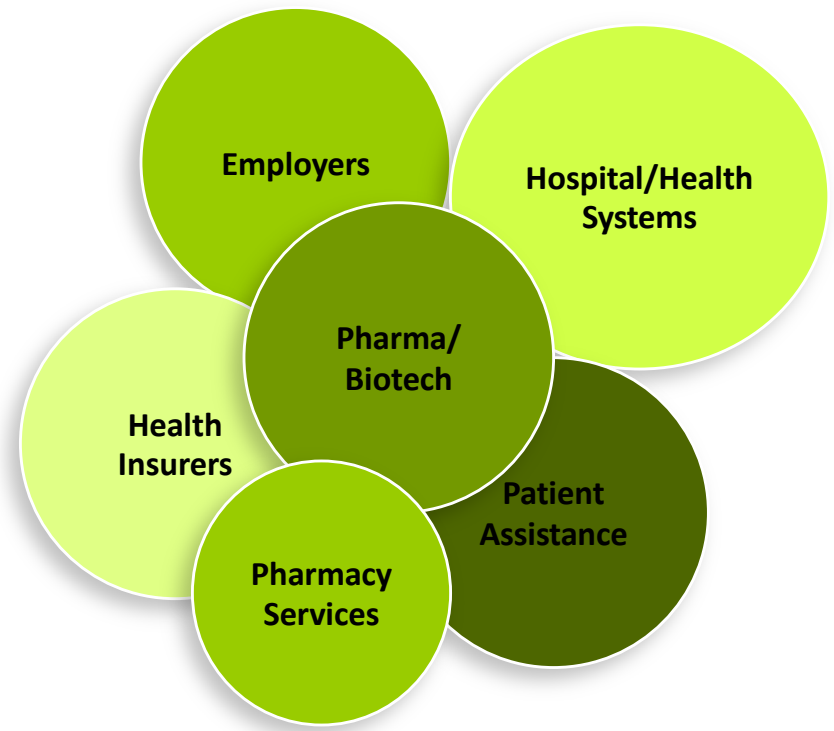 Employers
Hospital/Health
Systems
Pharma/
Biotech
Health
Insurers
Patient
Assistance
Pharmacy
Services